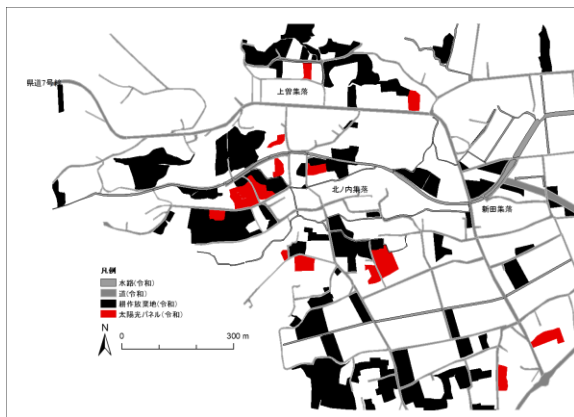 県道7号線
上曽集落
北ノ内集落
新田集落
凡例
水路(令和)
道(令和)
耕作放棄地(令和)
太陽光パネル(令和)
N
0 300 m